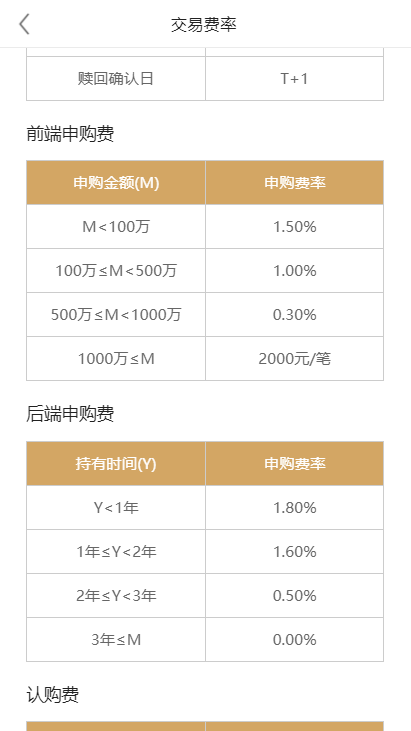 交易费率
赎回确认日 T+1
前端申购费
申购金额(M) 申购费率
M<100万 1.50%
100万≤M<500万 1.00%
500万≤M<1000万 0.30%
1000万≤M 2000元/笔
后端申购费
持有时间(Y) 申购费率
Y<1年 1.80%
1年≤Y<2年 1.60%
2年≤Y<3年 0.50%
3年≤M 0.00%
认购费